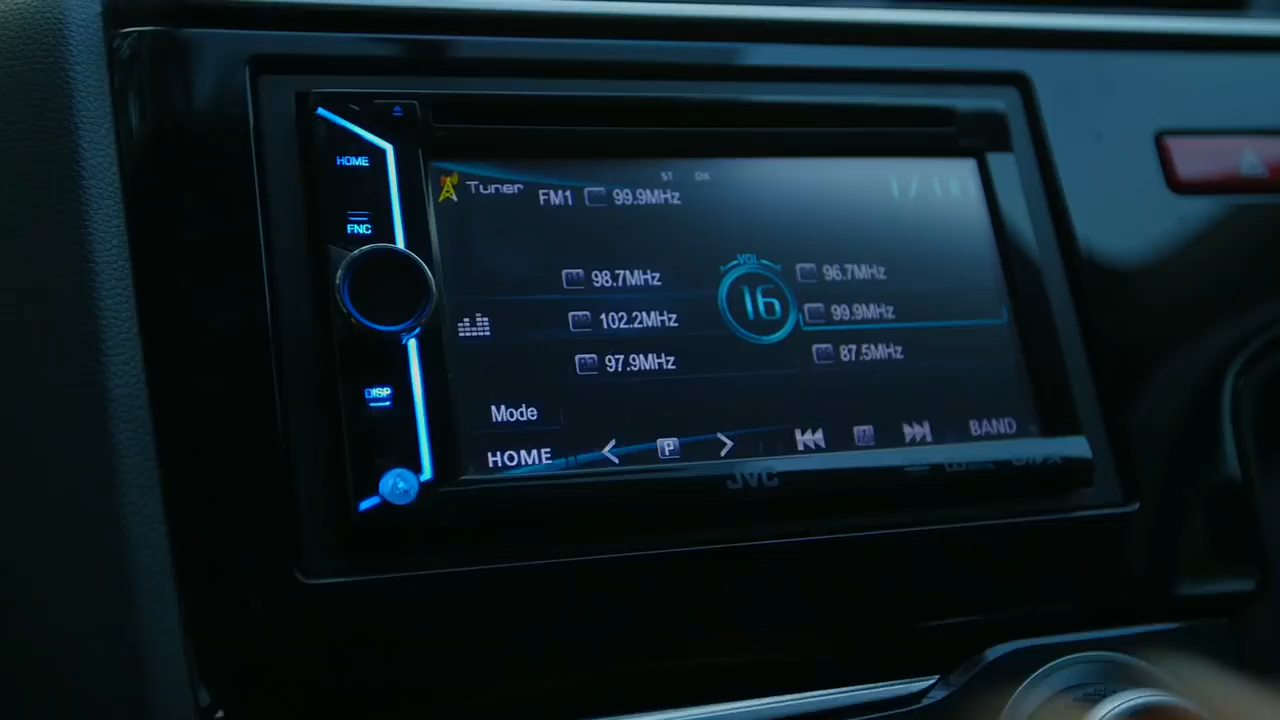 HOME
FNC
DISP
Tuner
ST DX
FM1 99.9MHz
98.7MHz
102.2MHz
97.9MHz
VOL
16
96.7MHz
99.9MHz
87.5MHz
Mode
HOME
P
BAND
JVC